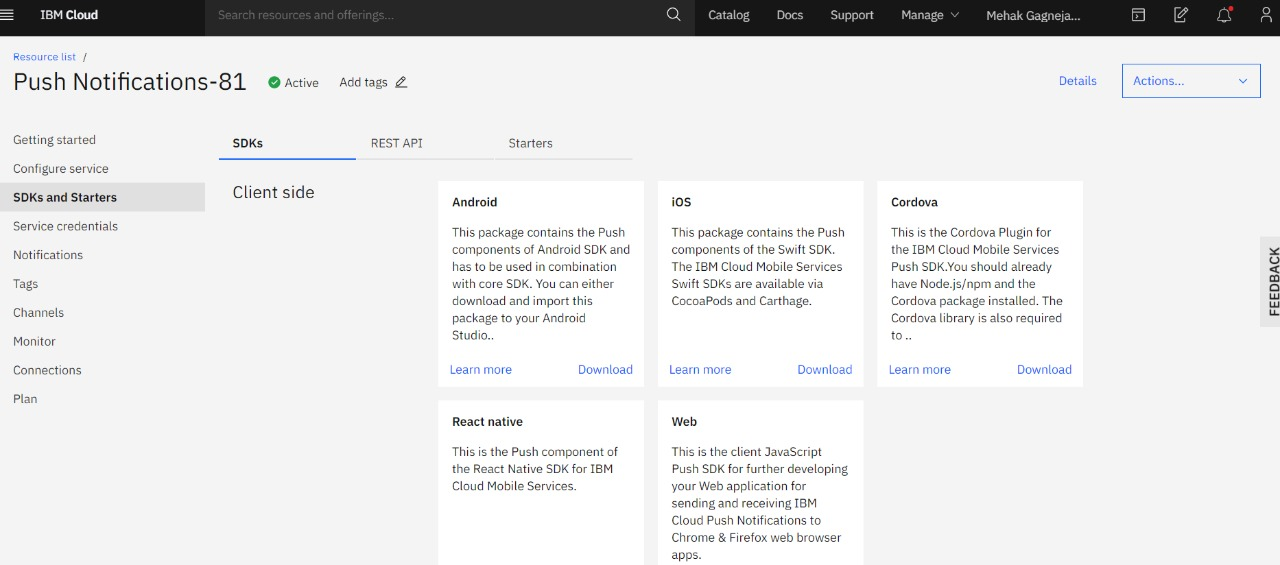 IBM Cloud
Search resources and offerings...
Catalog
Docs
Support
Manage
Mehak Gagneja...
Resource list /
Push Notifications-81
Active
Add tags
Details
Actions...
Getting started
Configure service
SDKs and Starters
Service credentials
Notifications
Tags
Channels
Monitor
Connections
Plan
SDKs
REST API
Starters
Client side
Android
This package contains the Push
components of Android SDK and
has to be used in combination
with core SDK. You can either
download and import this
package to your Android
Studio..
Learn more
Download
iOS
This package contains the Push
components of the Swift SDK.
The IBM Cloud Mobile Services
Swift SDKs are available via
CocoaPods and Carthage.
Learn more
Download
Cordova
This is the Cordova Plugin for
the IBM Cloud Mobile Services
Push SDK.You should already
have Node.js/npm and the
Cordova package installed. The
Cordova library is also required
to ..
Learn more
Download
React native
This is the Push component of
the React Native SDK for IBM
Cloud Mobile Services.
Web
This is the client JavaScript
Push SDK for further developing
your Web application for
sending and receiving IBM
Cloud Push Notifications to
Chrome & Firefox web browser
apps.
FEEDBACK